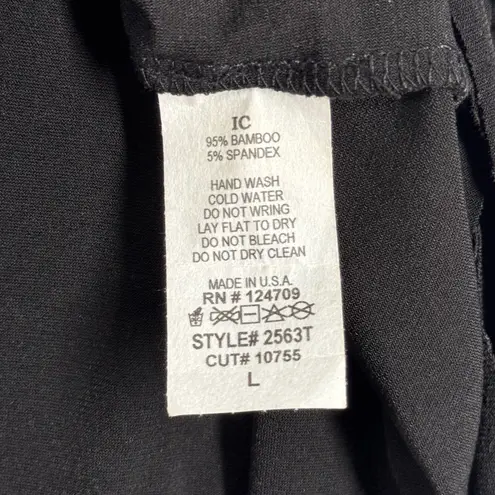 IC
95% BAMBOO
5% SPANDEX
HAND WASH
COLD WATER
DO NOT WRING
LAY FLAT TO DRY
DO NOT BLEACH
DO NOT DRY CLEAN
MADE IN U.S.A.
RN # 124709
STYLE# 2563T
CUT# 10755
L